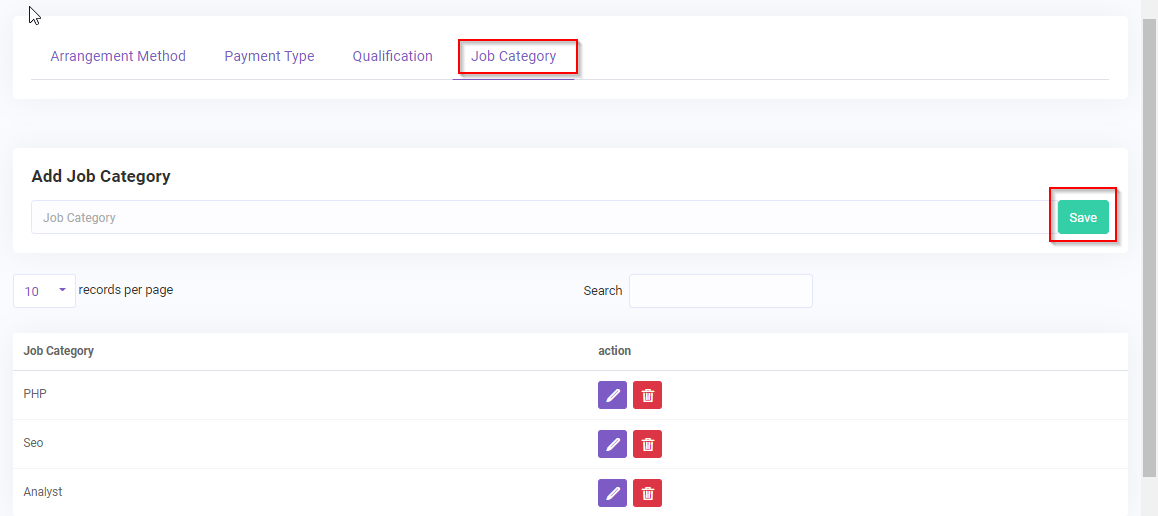 Arrangement Method Payment Type Qualification Job Category
Add Job Category
Job Category Save
10 records per page Search
Job Category action
PHP
Seo
Analyst